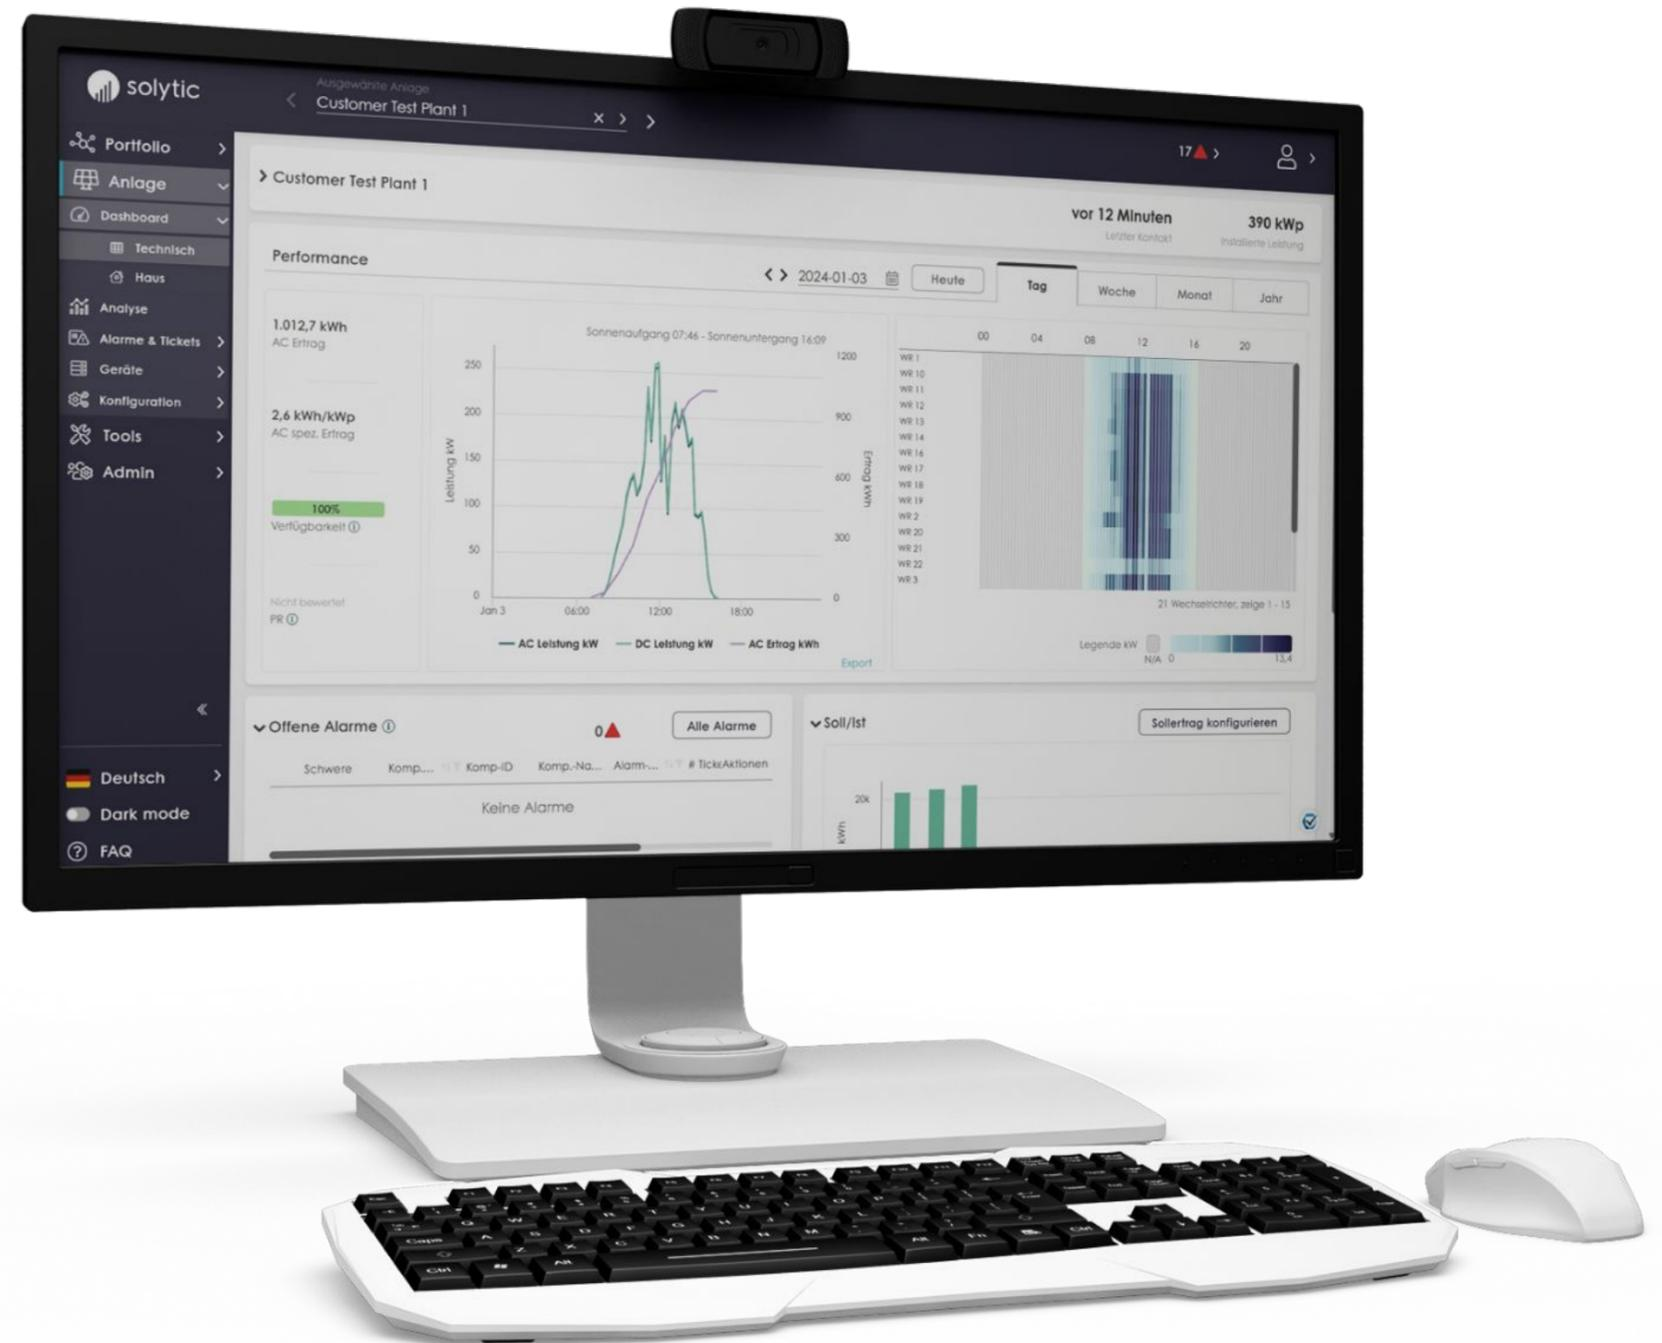 solytic
Ausgewählte Anlage
Customer Test Plant 1
17
Portfolio
Anlage
Dashboard
Technisch
Haus
Analyse
Alarme & Tickets
Geräte
Konfiguration
Tools
Admin
Deutsch
Dark mode
FAQ
Customer Test Plant 1
vor 12 Minuten
Letzter Kontakt
390 kWp
Installierte Leistung
Performance
2024-01-03
Heute
Tag
Woche
Monat
Jahr
1.012,7 kWh
AC Ertrag
2,6 kWh/kWp
AC spez. Ertrag
100%
Verfügbarkeit
Nicht bewertet
PR
Sonnenaufgang 07:46 - Sonnenuntergang 16:09
Leistung kW
250
200
150
100
50
0
1200
900
600
300
0
Ertrag kWh
Jan 3 06:00 12:00 18:00
AC Leistung kW DC Leistung kW AC Ertrag kWh
Export
00 04 08 12 16 20
WR 1
WR 10
WR 11
WR 12
WR 13
WR 14
WR 16
WR 17
WR 18
WR 19
WR 2
WR 20
WR 21
WR 22
WR 3
21 Wechselrichter, zeige 1 - 15
Legende kW
N/A 0 13,4
Offene Alarme
0
Alle Alarme
Schwere Komp.... Komp-ID Komp.-Na... Alarm-... # Tick Aktionen
Keine Alarme
Soll/Ist
Sollertrag konfigurieren
20k
kWh